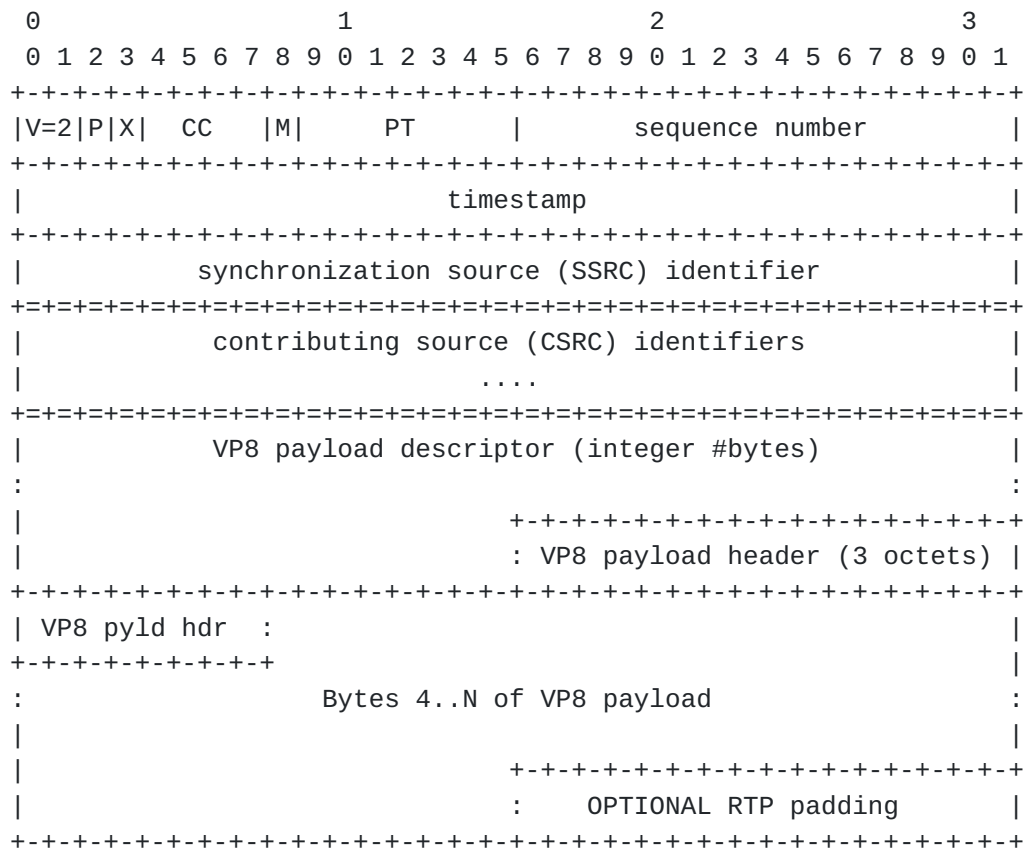 0                   1                   2                   3
 0 1 2 3 4 5 6 7 8 9 0 1 2 3 4 5 6 7 8 9 0 1 2 3 4 5 6 7 8 9 0 1
+-+-+-+-+-+-+-+-+-+-+-+-+-+-+-+-+-+-+-+-+-+-+-+-+-+-+-+-+-+-+-+-+
|V=2|P|X|  CC   |M|     PT      |       sequence number         |
+-+-+-+-+-+-+-+-+-+-+-+-+-+-+-+-+-+-+-+-+-+-+-+-+-+-+-+-+-+-+-+-+
|                           timestamp                           |
+-+-+-+-+-+-+-+-+-+-+-+-+-+-+-+-+-+-+-+-+-+-+-+-+-+-+-+-+-+-+-+-+
|           synchronization source (SSRC) identifier            |
+=+=+=+=+=+=+=+=+=+=+=+=+=+=+=+=+=+=+=+=+=+=+=+=+=+=+=+=+=+=+=+=+
|            contributing source (CSRC) identifiers             |
|                             ....                              |
+=+=+=+=+=+=+=+=+=+=+=+=+=+=+=+=+=+=+=+=+=+=+=+=+=+=+=+=+=+=+=+=+
|            VP8 payload descriptor (integer #bytes)            |
:                                                               :
|                               +-+-+-+-+-+-+-+-+-+-+-+-+-+-+-+-+
|                               : VP8 payload header (3 octets) |
+-+-+-+-+-+-+-+-+-+-+-+-+-+-+-+-+-+-+-+-+-+-+-+-+-+-+-+-+-+-+-+-+
| VP8 pyld hdr  :                                               |
+-+-+-+-+-+-+-+-+                                               |
:                   Bytes 4..N of VP8 payload                   :
|                                                               |
|                               +-+-+-+-+-+-+-+-+-+-+-+-+-+-+-+-+
|                               :    OPTIONAL RTP padding       |
+-+-+-+-+-+-+-+-+-+-+-+-+-+-+-+-+-+-+-+-+-+-+-+-+-+-+-+-+-+-+-+-+